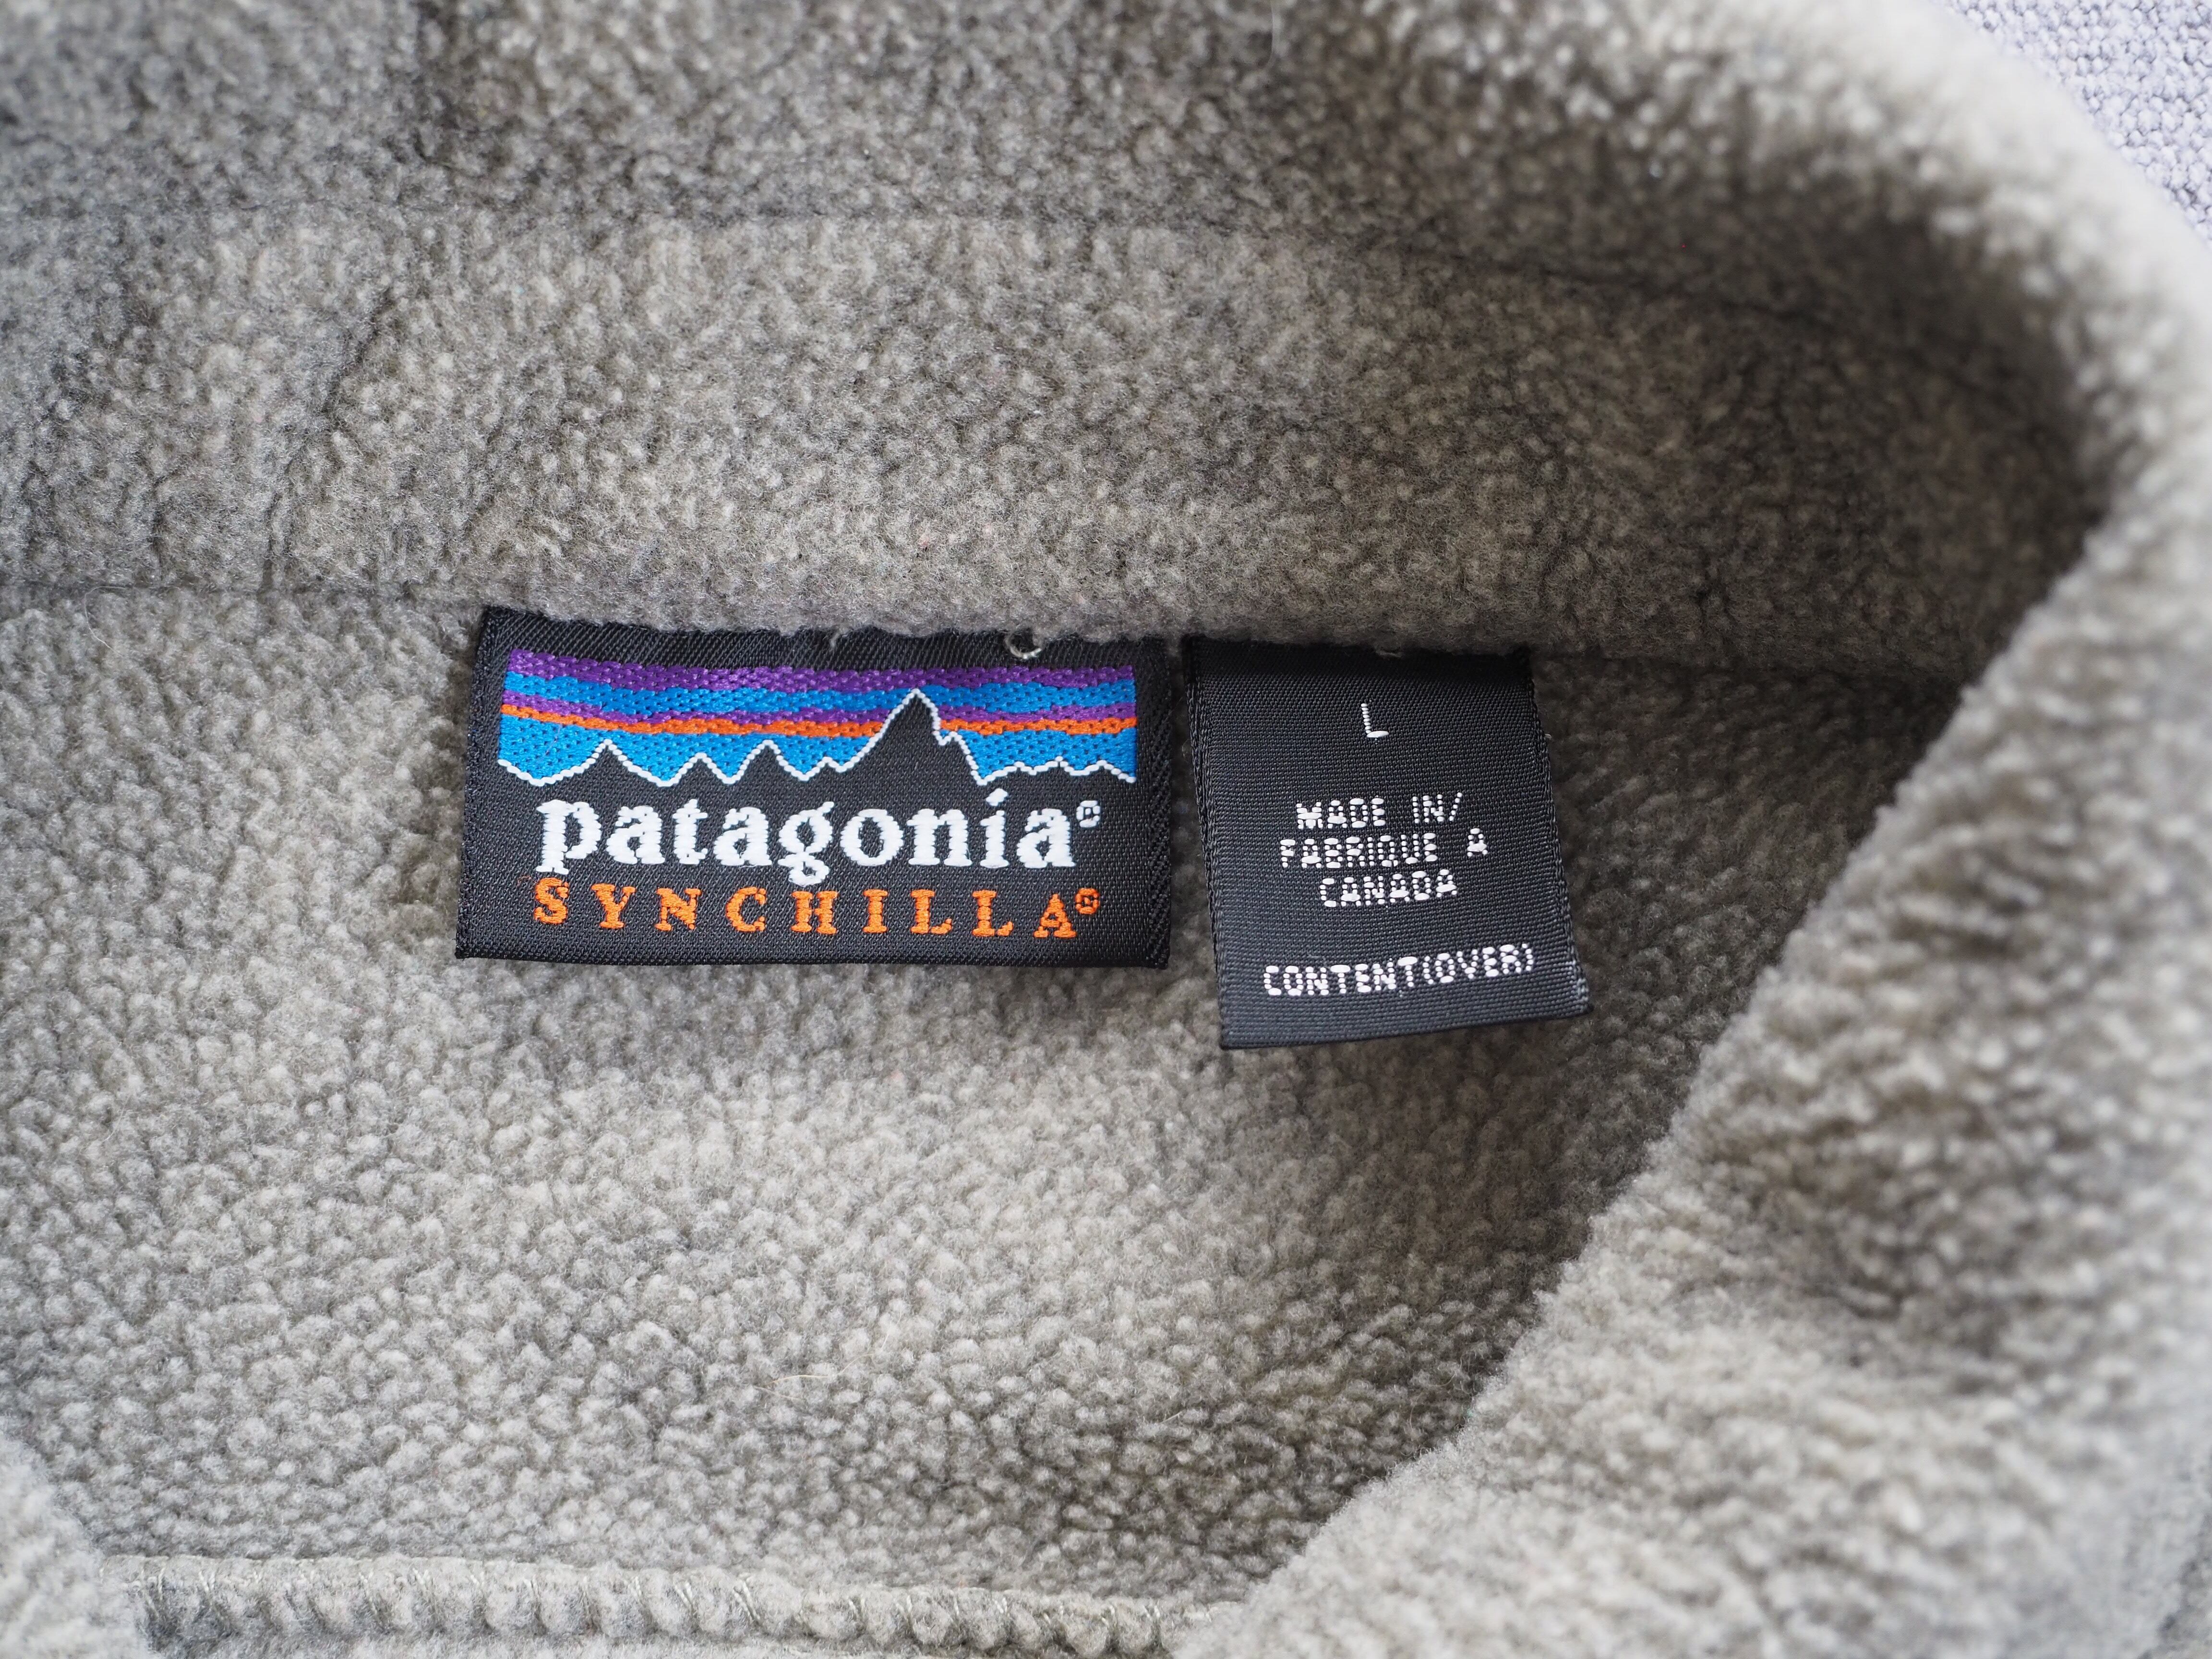 patagonia®
SYNCHILLA®
L
MADE IN/
FABRIQUE A
CANADA
CONTENT(OVER)